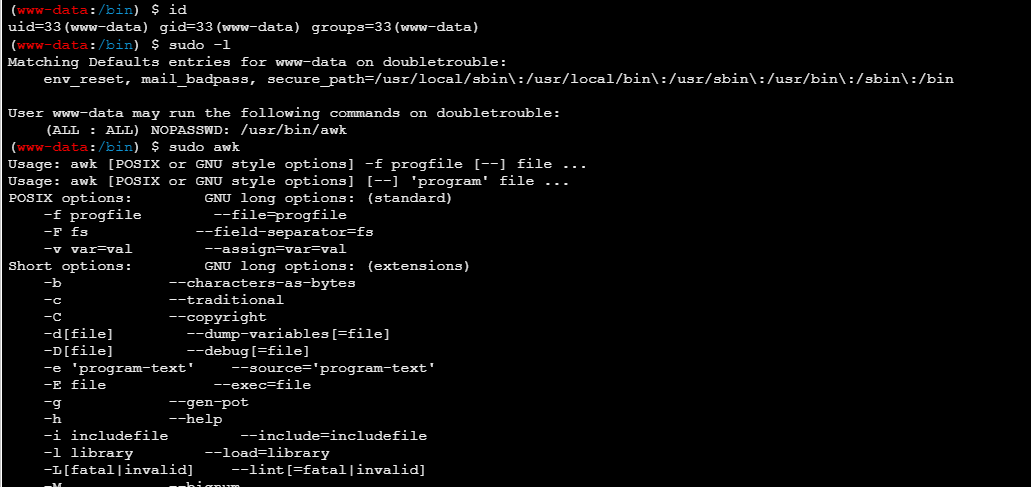 (www-data:/bin) $ id
uid=33(www-data) gid=33(www-data) groups=33(www-data)
(www-data:/bin) $ sudo -l
Matching Defaults entries for www-data on doubletrouble:
    env_reset, mail_badpass, secure_path=/usr/local/sbin\:/usr/local/bin\:/usr/sbin\:/usr/bin\:/sbin\:/bin

User www-data may run the following commands on doubletrouble:
    (ALL : ALL) NOPASSWD: /usr/bin/awk
(www-data:/bin) $ sudo awk
Usage: awk [POSIX or GNU style options] -f progfile [--] file ...
Usage: awk [POSIX or GNU style options] [--] 'program' file ...
POSIX options:        GNU long options: (standard)
    -f progfile        --file=progfile
    -F fs            --field-separator=fs
    -v var=val        --assign=var=val
Short options:        GNU long options: (extensions)
    -b            --characters-as-bytes
    -c            --traditional
    -C            --copyright
    -d[file]        --dump-variables[=file]
    -D[file]        --debug[=file]
    -e 'program-text'    --source='program-text'
    -E file            --exec=file
    -g            --gen-pot
    -h            --help
    -i includefile        --include=includefile
    -l library        --load=library
    -L[fatal|invalid]    --lint[=fatal|invalid]
    -M            --bignum